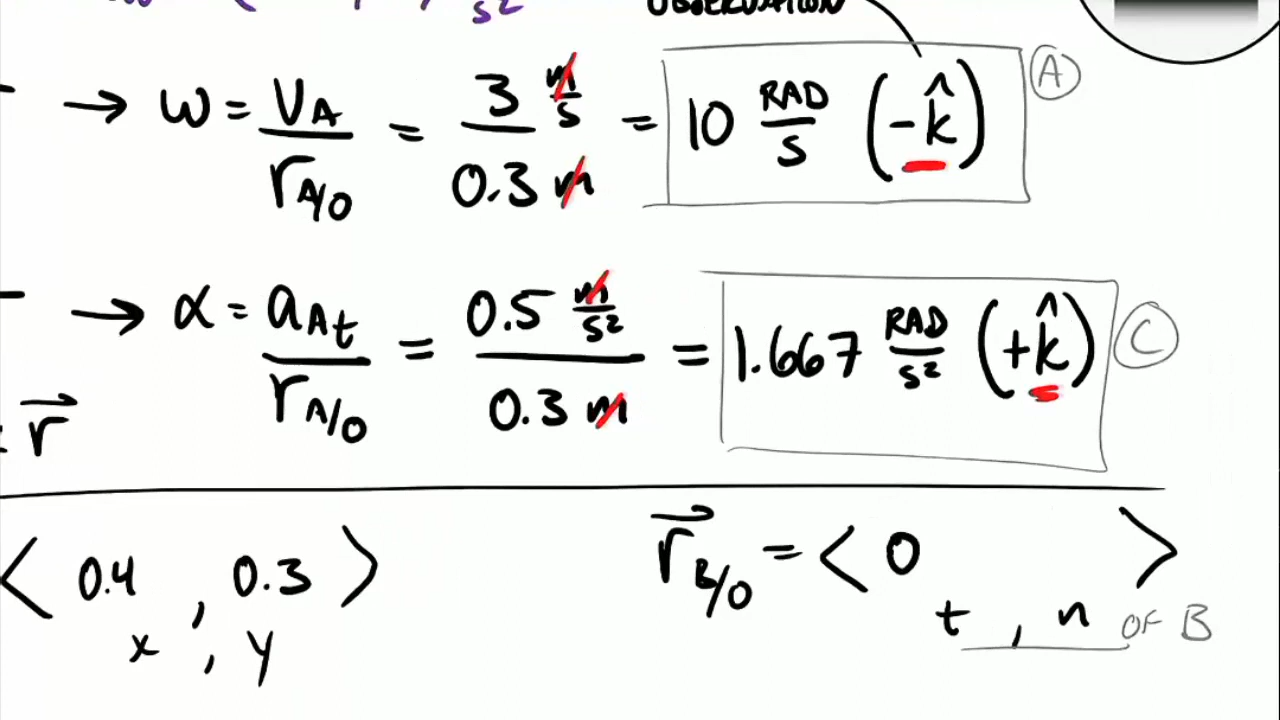 s²
OBSERVATION
→ ω = V_A / r_A/O = 3 m/s / 0.3 m = 10 RAD/S (-k̂) A
→ α = a_At / r_A/O = 0.5 m/s² / 0.3 m = 1.667 RAD/s² (+k̂) C
r⃗
⟨ 0.4 , 0.3 ⟩ r⃗_B/O = ⟨ 0 ⟩
x , y t , n OF B